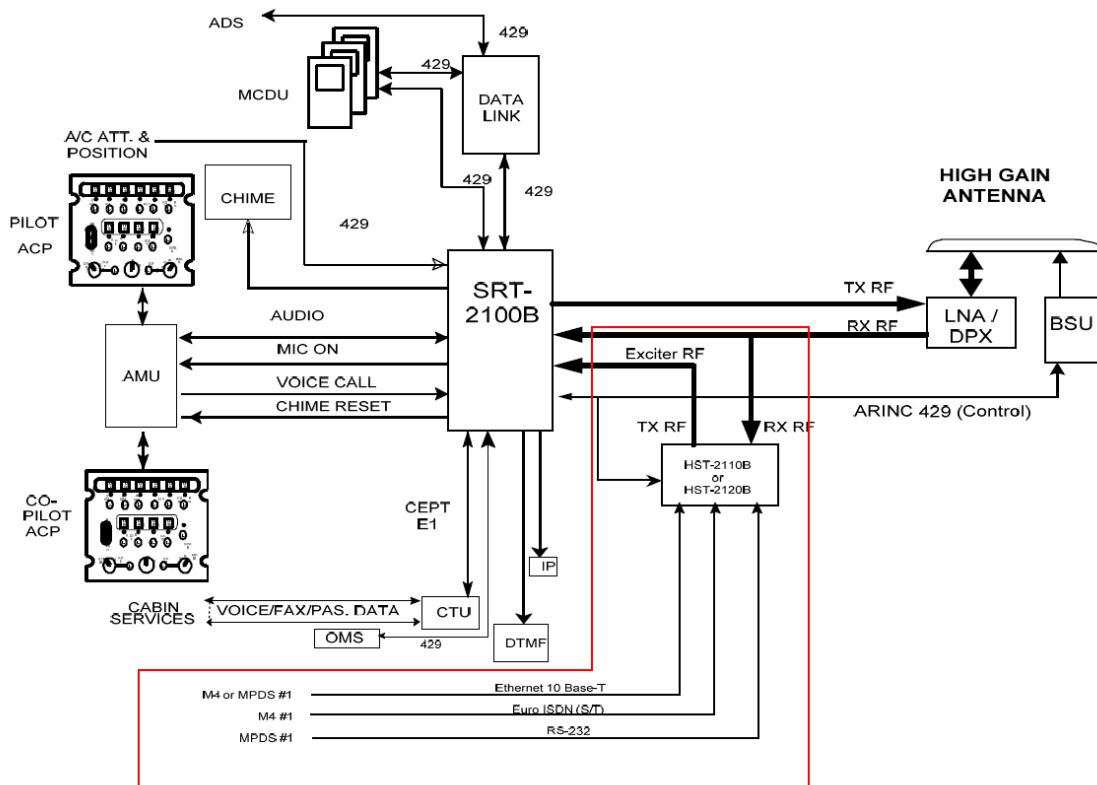 ADS
429
429
MCDU
DATA
LINK
A/C ATT. &
POSITION
429
429
HIGH GAIN
ANTENNA
CHIME
PILOT
ACP
429
SRT-
2100B
TX RF
LNA /
DPX
BSU
AUDIO
RX RF
MIC ON
Exciter RF
AMU
VOICE CALL
CHIME RESET
ARINC 429 (Control)
TX RF
RX RF
HST-2110B
or
HST-2120B
CO-
PILOT
ACP
CEPT
E1
IP
CABIN
SERVICES
VOICE/FAX/PAS. DATA
CTU
OMS
429
DTMF
M4 or MPDS #1
Ethernet 10 Base-T
M4 #1
Euro ISDN (S/T)
MPDS #1
RS-232